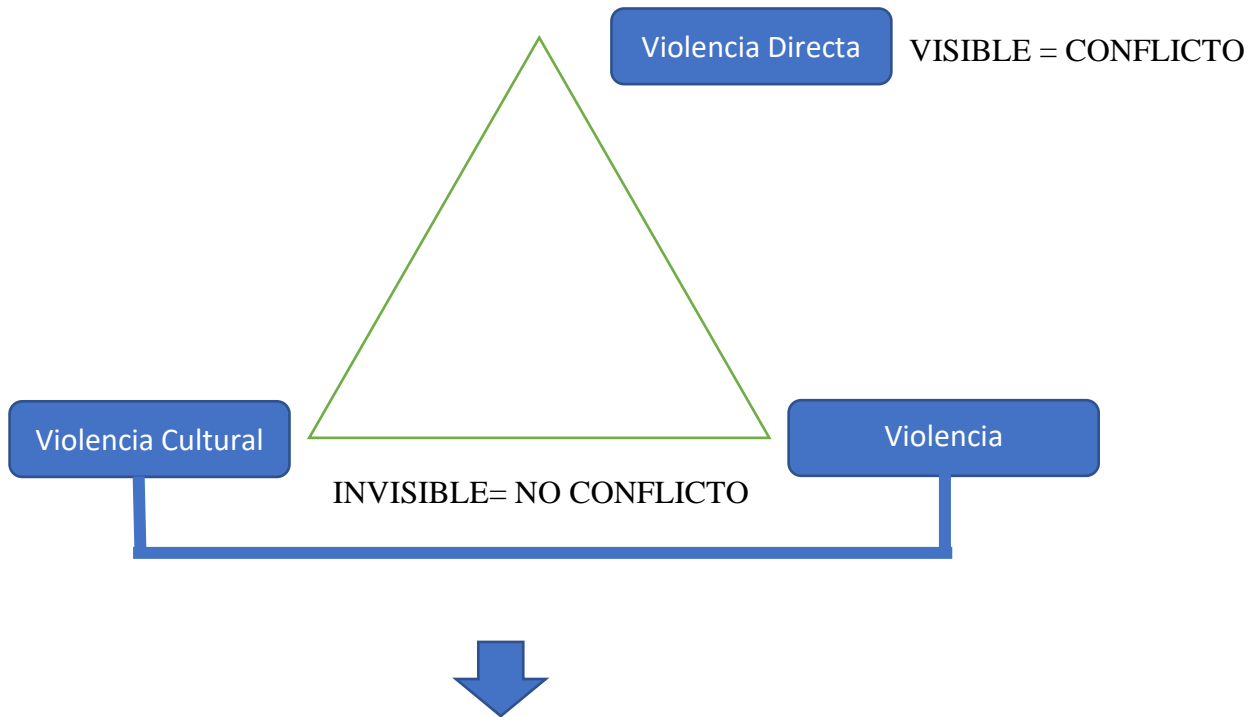 Violencia Directa
VISIBLE = CONFLICTO
Violencia Cultural
Violencia
INVISIBLE= NO CONFLICTO